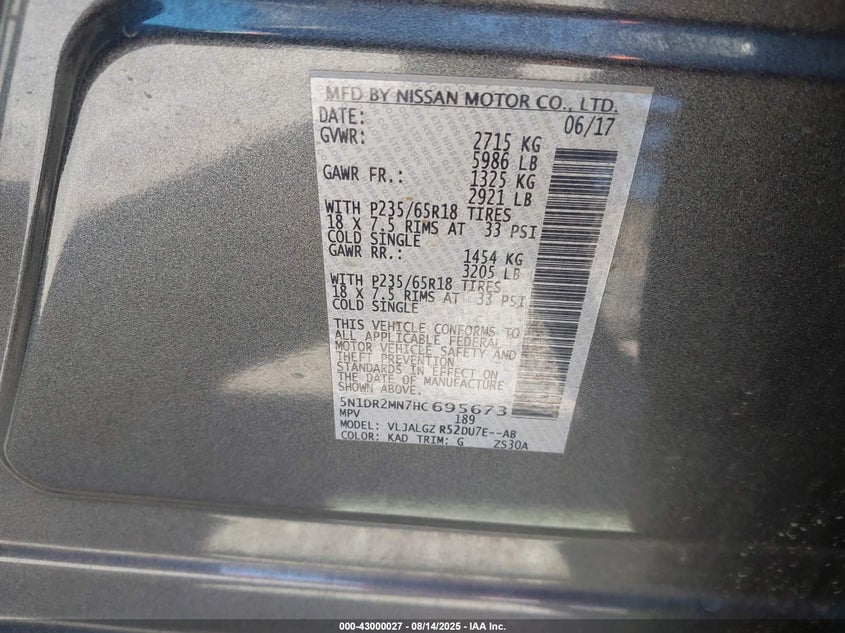 MFD BY NISSAN MOTOR CO., LTD.
DATE: 06/17
GVWR: 2715 KG
5986 LB
GAWR FR.: 1325 KG
2921 LB
WITH P235/65R18 TIRES
18 X 7.5 RIMS AT 33 PSI
COLD SINGLE
GAWR RR.: 1454 KG
3205 LB
WITH P235/65R18 TIRES
18 X 7.5 RIMS AT 33 PSI
COLD SINGLE
THIS VEHICLE CONFORMS TO
ALL APPLICABLE FEDERAL
MOTOR VEHICLE SAFETY AND
THEFT PREVENTION
STANDARDS IN EFFECT ON
THE DATE OF MANUFACTURE
SHOWN ABOVE.
5N1DR2MN7HC695673
MPV 189
MODEL: VLJALGZ R52DU7E--AB
COLOR: KAD TRIM: G ZS30A
000-43000027 - 08/14/2025 - IAA Inc.